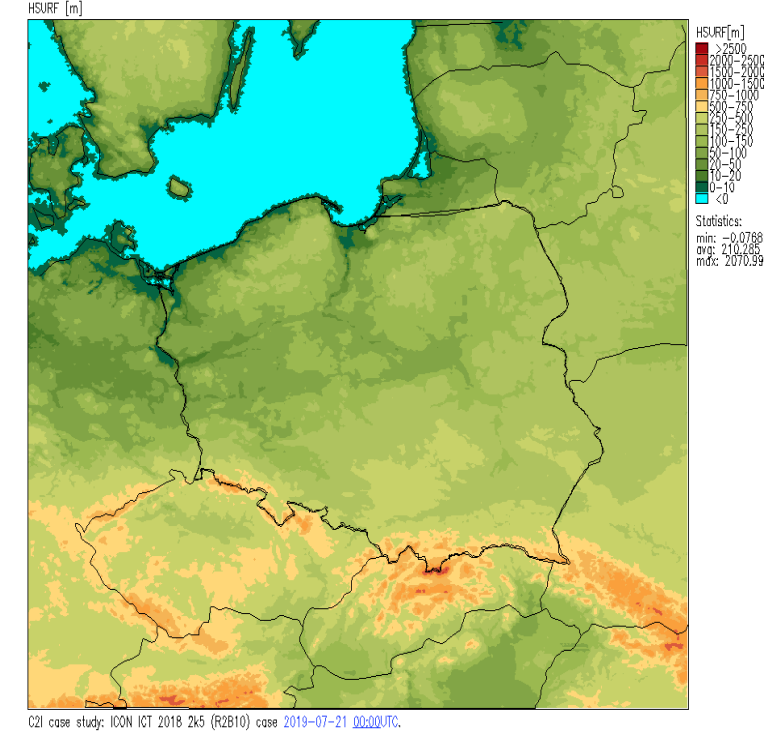 HSURF [m]
HSURF[m]
>2500
2000-2500
1500-2000
1000-1500
750-1000
500-750
250-500
150-250
100-150
50-100
20-50
10-20
0-10
<0
Statistics:
min: -0.0768
avg: 210.285
max: 2070.99
C2I case study: ICON ICT 2018 2k5 (R2B10) case 2019-07-21 00:00UTC.